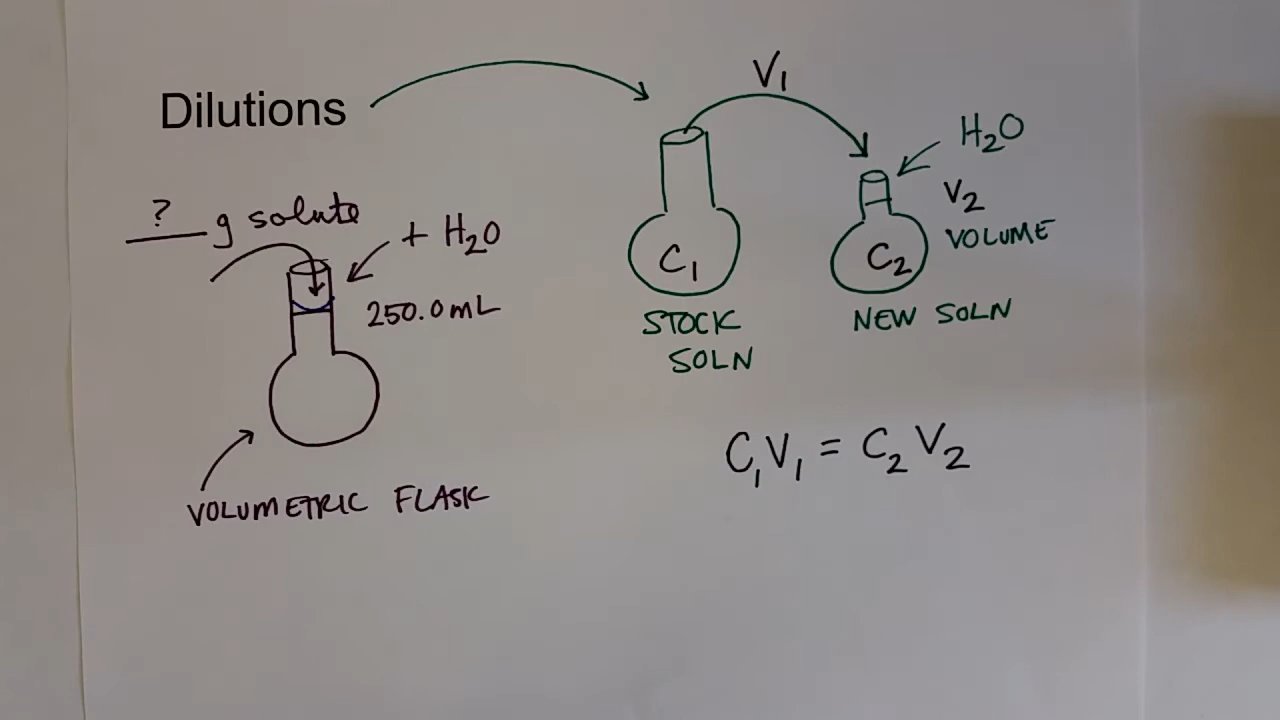 Dilutions
? g solute
+ H₂O
250.0 mL
VOLUMETRIC FLASK
V₁
H₂O
V₂
VOLUME
C₁
C₂
STOCK
SOLN
NEW SOLN
C₁V₁ = C₂V₂